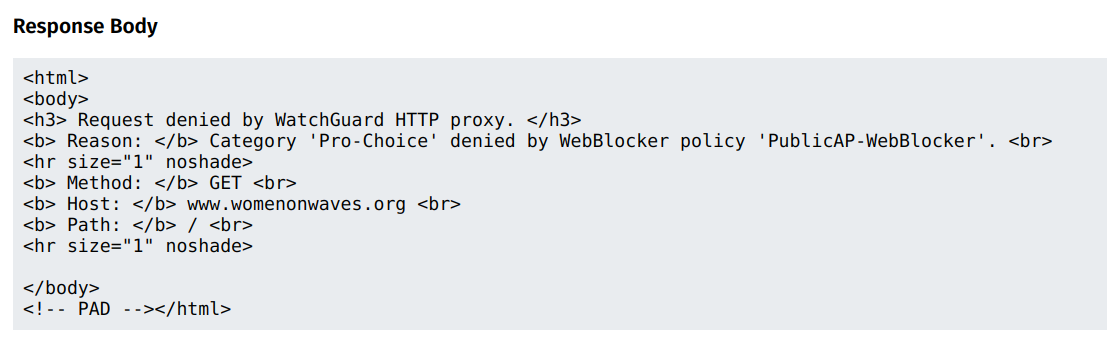 Response Body
<html>
<body>
<h3> Request denied by WatchGuard HTTP proxy. </h3>
<b> Reason: </b> Category 'Pro-Choice' denied by WebBlocker policy 'PublicAP-WebBlocker'. <br>
<hr size="1" noshade>
<b> Method: </b> GET <br>
<b> Host: </b> www.womenonwaves.org <br>
<b> Path: </b> / <br>
<hr size="1" noshade>
</body>
<!-- PAD --></html>